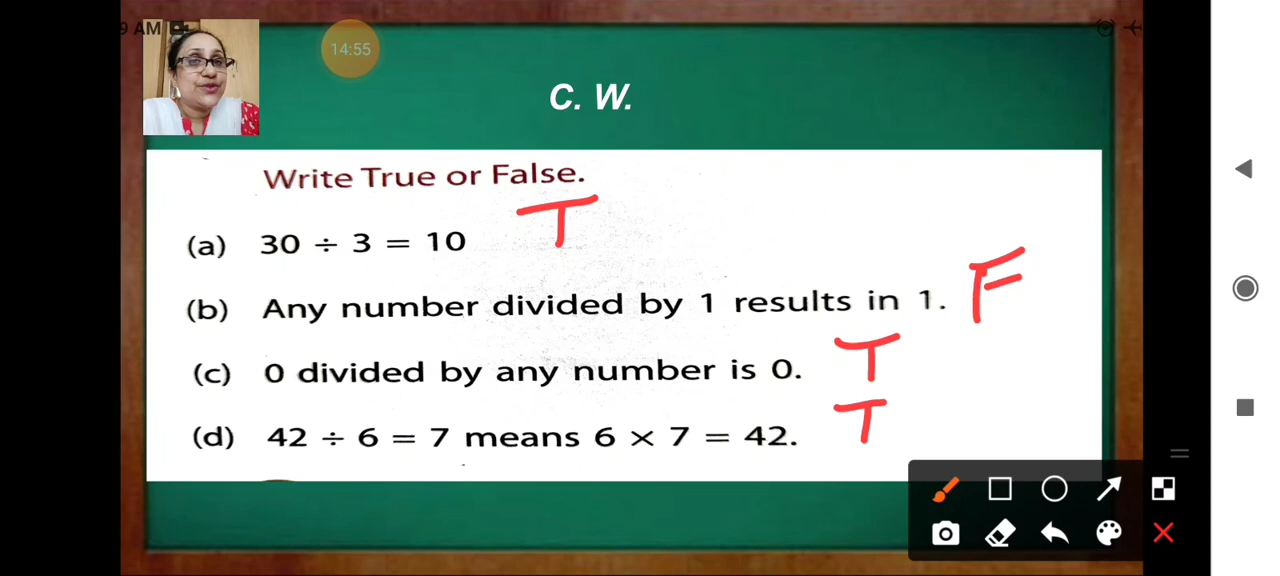 9 AM
14:55
C. W.
Write True or False.
(a) 30 ÷ 3 = 10 T
(b) Any number divided by 1 results in 1. F
(c) 0 divided by any number is 0. T
(d) 42 ÷ 6 = 7 means 6 × 7 = 42. T